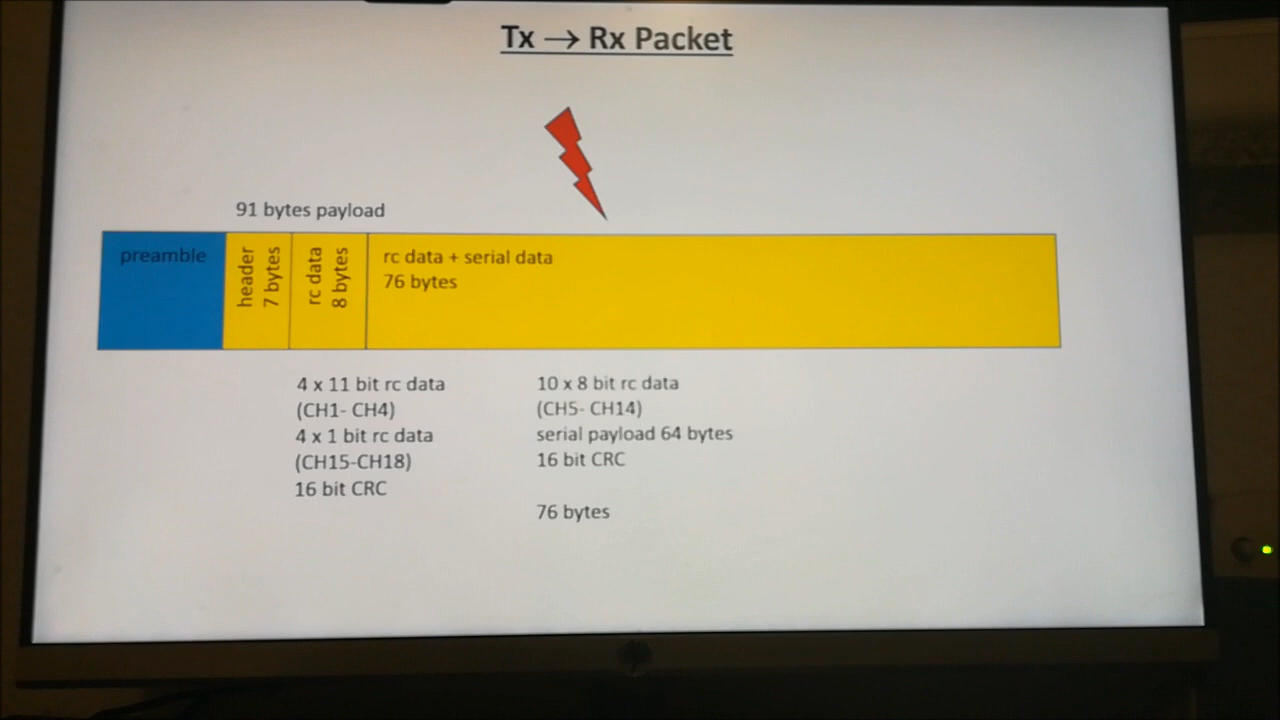 Tx → Rx Packet
91 bytes payload
preamble
header
7 bytes
rc data
8 bytes
rc data + serial data
76 bytes
4 x 11 bit rc data
(CH1- CH4)
4 x 1 bit rc data
(CH15-CH18)
16 bit CRC
10 x 8 bit rc data
(CH5- CH14)
serial payload 64 bytes
16 bit CRC
76 bytes